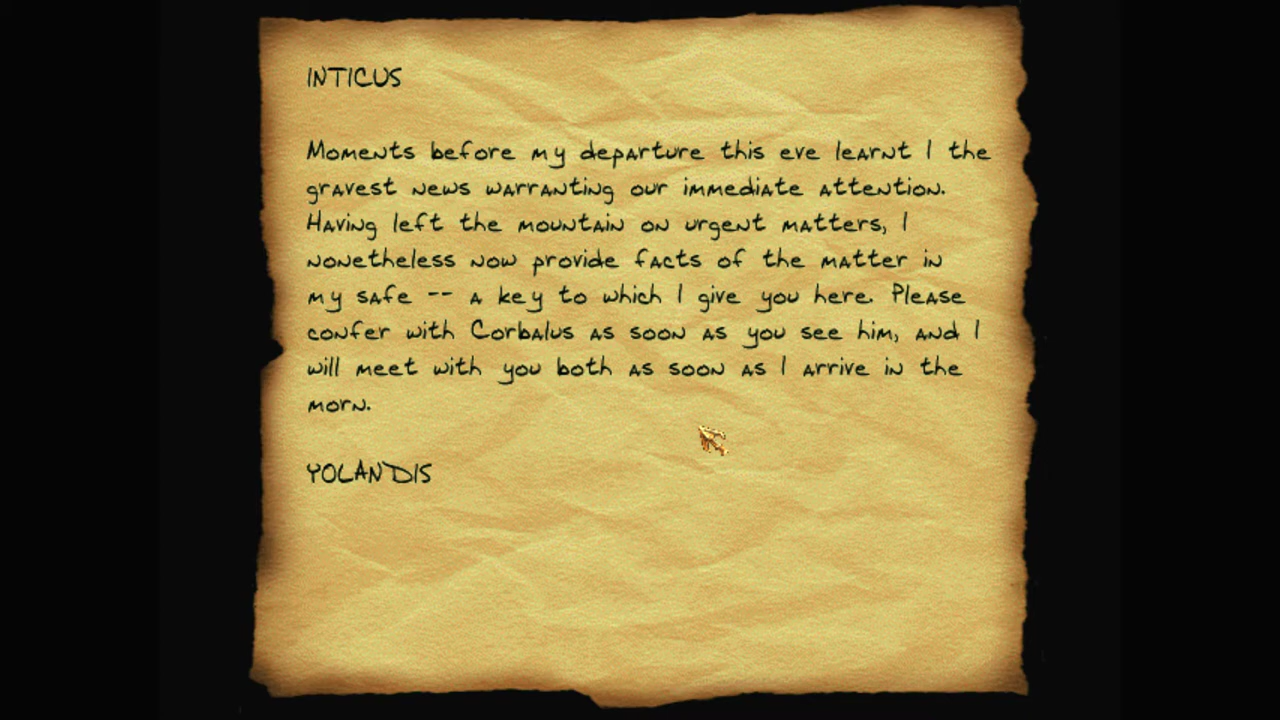 INTICUS
Moments before my departure this eve learnt I the
gravest news warranting our immediate attention.
Having left the mountain on urgent matters, I
nonetheless now provide facts of the matter in
my safe -- a key to which I give you here. Please
confer with Corbalus as soon as you see him, and I
will meet with you both as soon as I arrive in the
morn.
YOLANDIS